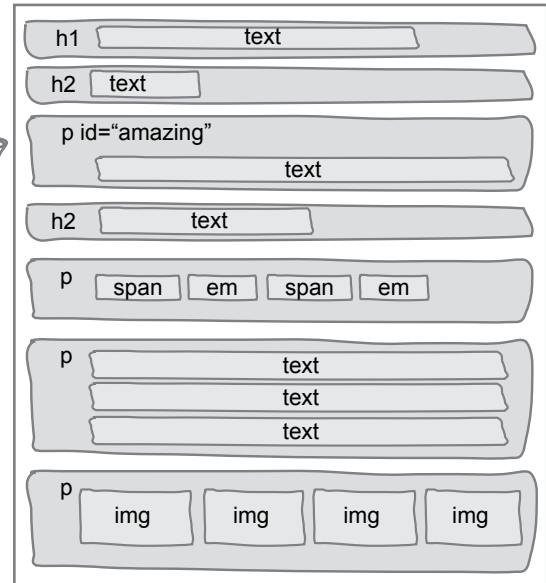 h1 text
h2 text
p id=“amazing”
text
h2 text
p span em span em
p text
text
text
p img img img img